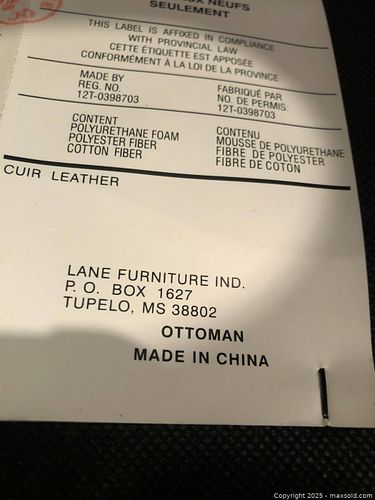 SEULEMENT
THIS LABEL IS AFFIXED IN COMPLIANCE
WITH PROVINCIAL LAW
CETTE ÉTIQUETTE EST APPOSÉE
CONFORMÉMENT À LA LOI DE LA PROVINCE
MADE BY
REG. NO.
12T-0398703
FABRIQUÉ PAR
NO. DE PERMIS.
12T-0398703
CONTENT
POLYURETHANE FOAM
POLYESTER FIBER
COTTON FIBER
CONTENU
MOUSSE DE POLYURETHANE
FIBRE DE POLYESTER
FIBRE DE COTON
CUIR LEATHER
LANE FURNITURE IND.
P. O. BOX 1627
TUPELO, MS 38802
OTTOMAN
MADE IN CHINA
Copyright 2025 - maxsold.com